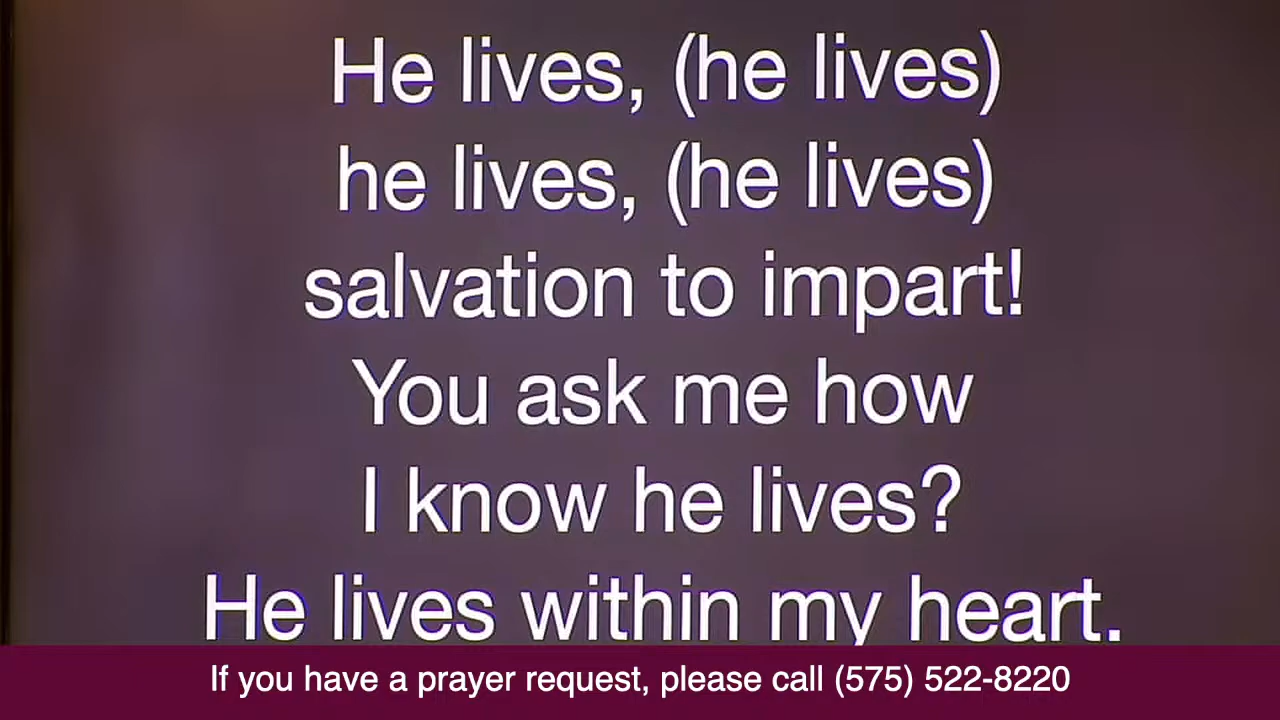 He lives, (he lives)
he lives, (he lives)
salvation to impart!
You ask me how
I know he lives?
He lives within my heart.
If you have a prayer request, please call (575) 522-8220